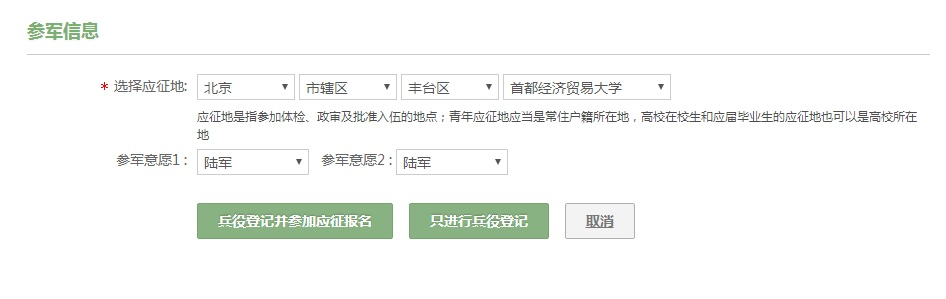 参军信息
* 选择应征地: 北京 市辖区 丰台区 首都经济贸易大学
应征地是指参加体检、政审及批准入伍的地点；青年应征地应当是常住户籍所在地，高校在校生和应届毕业生的应征地也可以是高校所在
地
参军意愿1： 陆军 参军意愿2： 陆军
兵役登记并参加应征报名 只进行兵役登记 取消